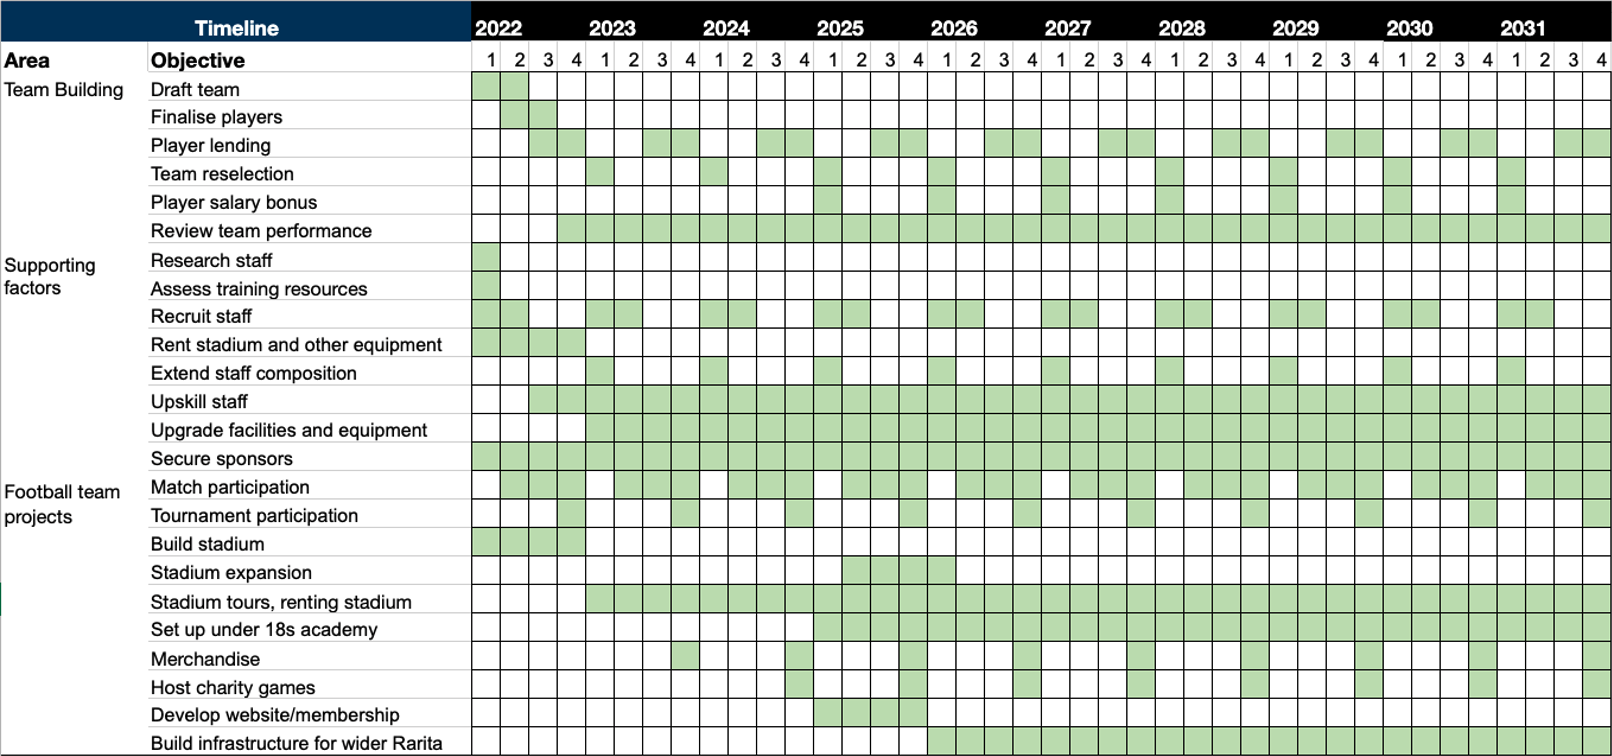 Timeline 2022 2023 2024 2025 2026 2027 2028 2029 2030 2031
Area Objective 1 2 3 4 1 2 3 4 1 2 3 4 1 2 3 4 1 2 3 4 1 2 3 4 1 2 3 4 1 2 3 4 1 2 3 4 1 2 3 4
Team Building Draft team
Finalise players
Player lending
Team reselection
Player salary bonus
Review team performance
Supporting
factors
Research staff
Assess training resources
Recruit staff
Rent stadium and other equipment
Extend staff composition
Upskill staff
Upgrade facilities and equipment
Secure sponsors
Football team
projects
Match participation
Tournament participation
Build stadium
Stadium expansion
Stadium tours, renting stadium
Set up under 18s academy
Merchandise
Host charity games
Develop website/membership
Build infrastructure for wider Rarita